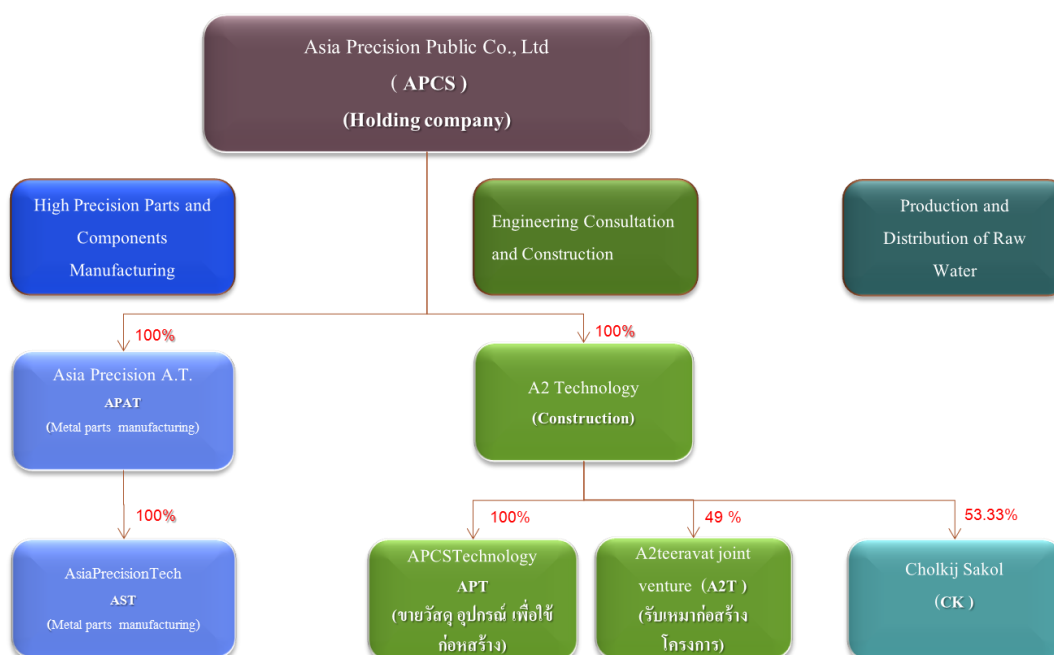 Asia Precision Public Co., Ltd
( APCS )
(Holding company)
High Precision Parts and
Components
Manufacturing
Engineering Consultation
and Construction
Production and
Distribution of Raw
Water
100%
100%
Asia Precision A.T.
APAT
(Metal parts manufacturing)
A2 Technology
(Construction)
100%
100%
49 %
53.33%
AsiaPrecisionTech
AST
(Metal parts manufacturing)
APCSTechnology
APT
(ขายวัสดุ อุปกรณ์ เพื่อใช้
ก่อหสร้าง)
A2teeravat joint
venture (A2T )
(รับเหมาก่อสร้าง
โครงการ)
Cholkij Sakol
(CK )